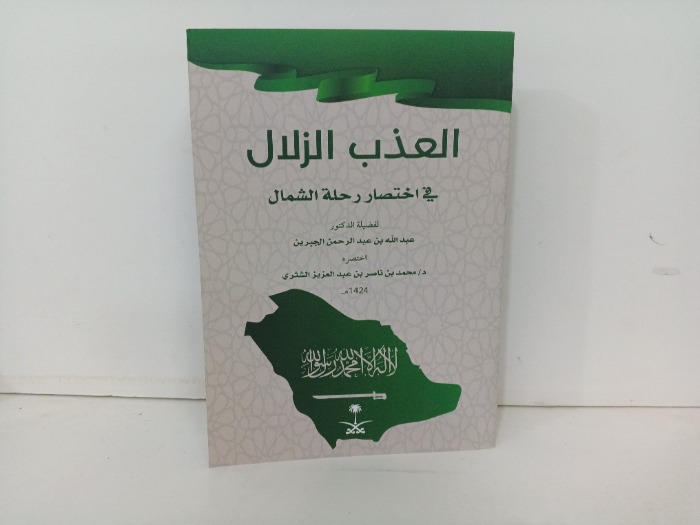 العذب الزلال
في اختصار رحلة الشمال
لفضيلة الدكتور
عبد الله بن عبد الرحمن الجبرين
اختصره
د/ محمد بن ناصر بن عبد العزيز الشثري
1424هـ
لا إله إلا الله محمد رسول الله